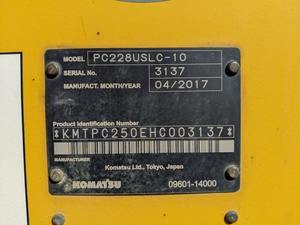 MODEL PC228USLC-10
SERIAL No. 3137
MANUFACT. MONTH/YEAR 04/2017
Product Identification Number
*KMTPC250EHC003137*
MANUFACTURER
Komatsu Ltd., Tokyo, Japan
KOMATSU 09601-14000